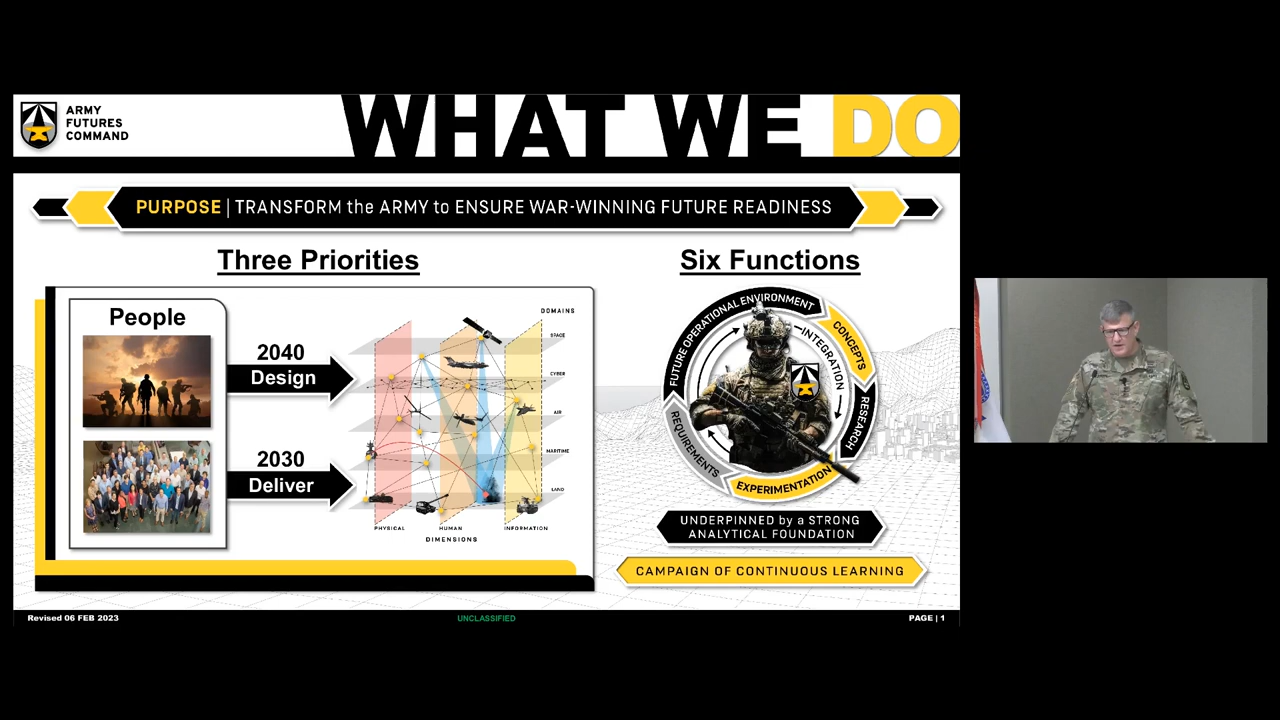 ARMY
FUTURES
COMMAND
WHAT WE DO
PURPOSE | TRANSFORM the ARMY to ENSURE WAR-WINNING FUTURE READINESS
Three Priorities
Six Functions
People
2040
Design
2030
Deliver
DOMAINS
SPACE
CYBER
AIR
MARITIME
LAND
PHYSICAL
HUMAN
INFORMATION
DIMENSIONS
FUTURE OPERATIONAL ENVIRONMENT
CONCEPTS
RESEARCH
EXPERIMENTATION
REQUIREMENTS
INTEGRATION
UNDERPINNED by a STRONG
ANALYTICAL FOUNDATION
CAMPAIGN OF CONTINUOUS LEARNING
Revised 06 FEB 2023
UNCLASSIFIED
PAGE | 1